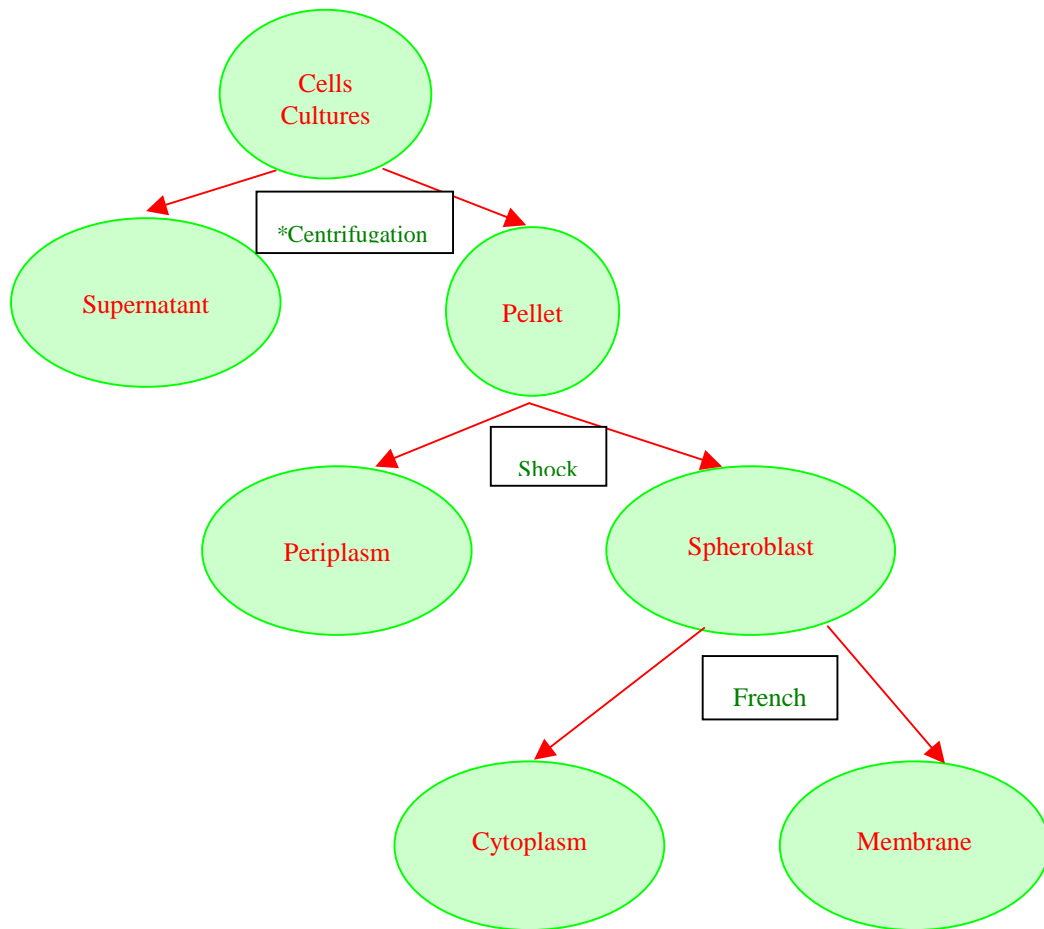 Cells
Cultures
*Centrifugation
Supernatant
Pellet
Shock
Periplasm
Spheroblast
French
Cytoplasm
Membrane